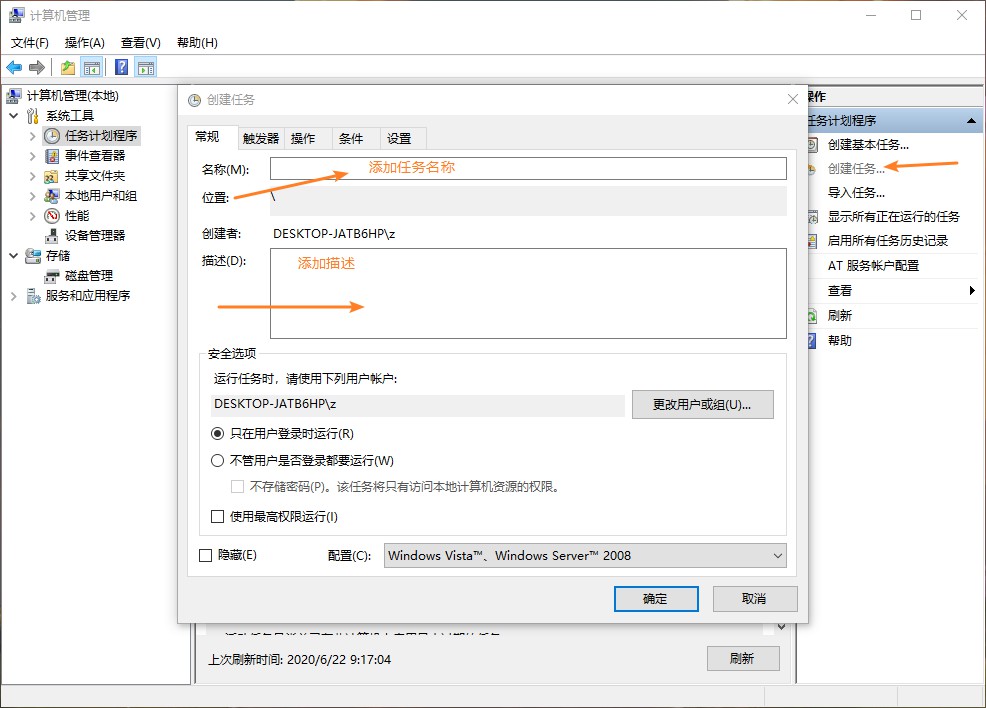 计算机管理
文件(F) 操作(A) 查看(V) 帮助(H)
计算机管理(本地)
系统工具
任务计划程序
事件查看器
共享文件夹
本地用户和组
性能
设备管理器
存储
磁盘管理
服务和应用程序
创建任务
常规 触发器 操作 条件 设置
名称(M): 添加任务名称
位置: \
创建者: DESKTOP-JATB6HP\z
描述(D): 添加描述
安全选项
运行任务时，请使用下列用户帐户:
DESKTOP-JATB6HP\z 更改用户或组(U)...
只在用户登录时运行(R)
不管用户是否登录都要运行(W)
不存储密码(P)。该任务将只有访问本地计算机资源的权限。
使用最高权限运行(I)
隐藏(E) 配置(C): Windows Vista™、Windows Server™ 2008
确定 取消
上次刷新时间: 2020/6/22 9:17:04 刷新
操作
任务计划程序
创建基本任务...
创建任务...
导入任务...
显示所有正在运行的任务
启用所有任务历史记录
AT 服务帐户配置
查看
刷新
帮助